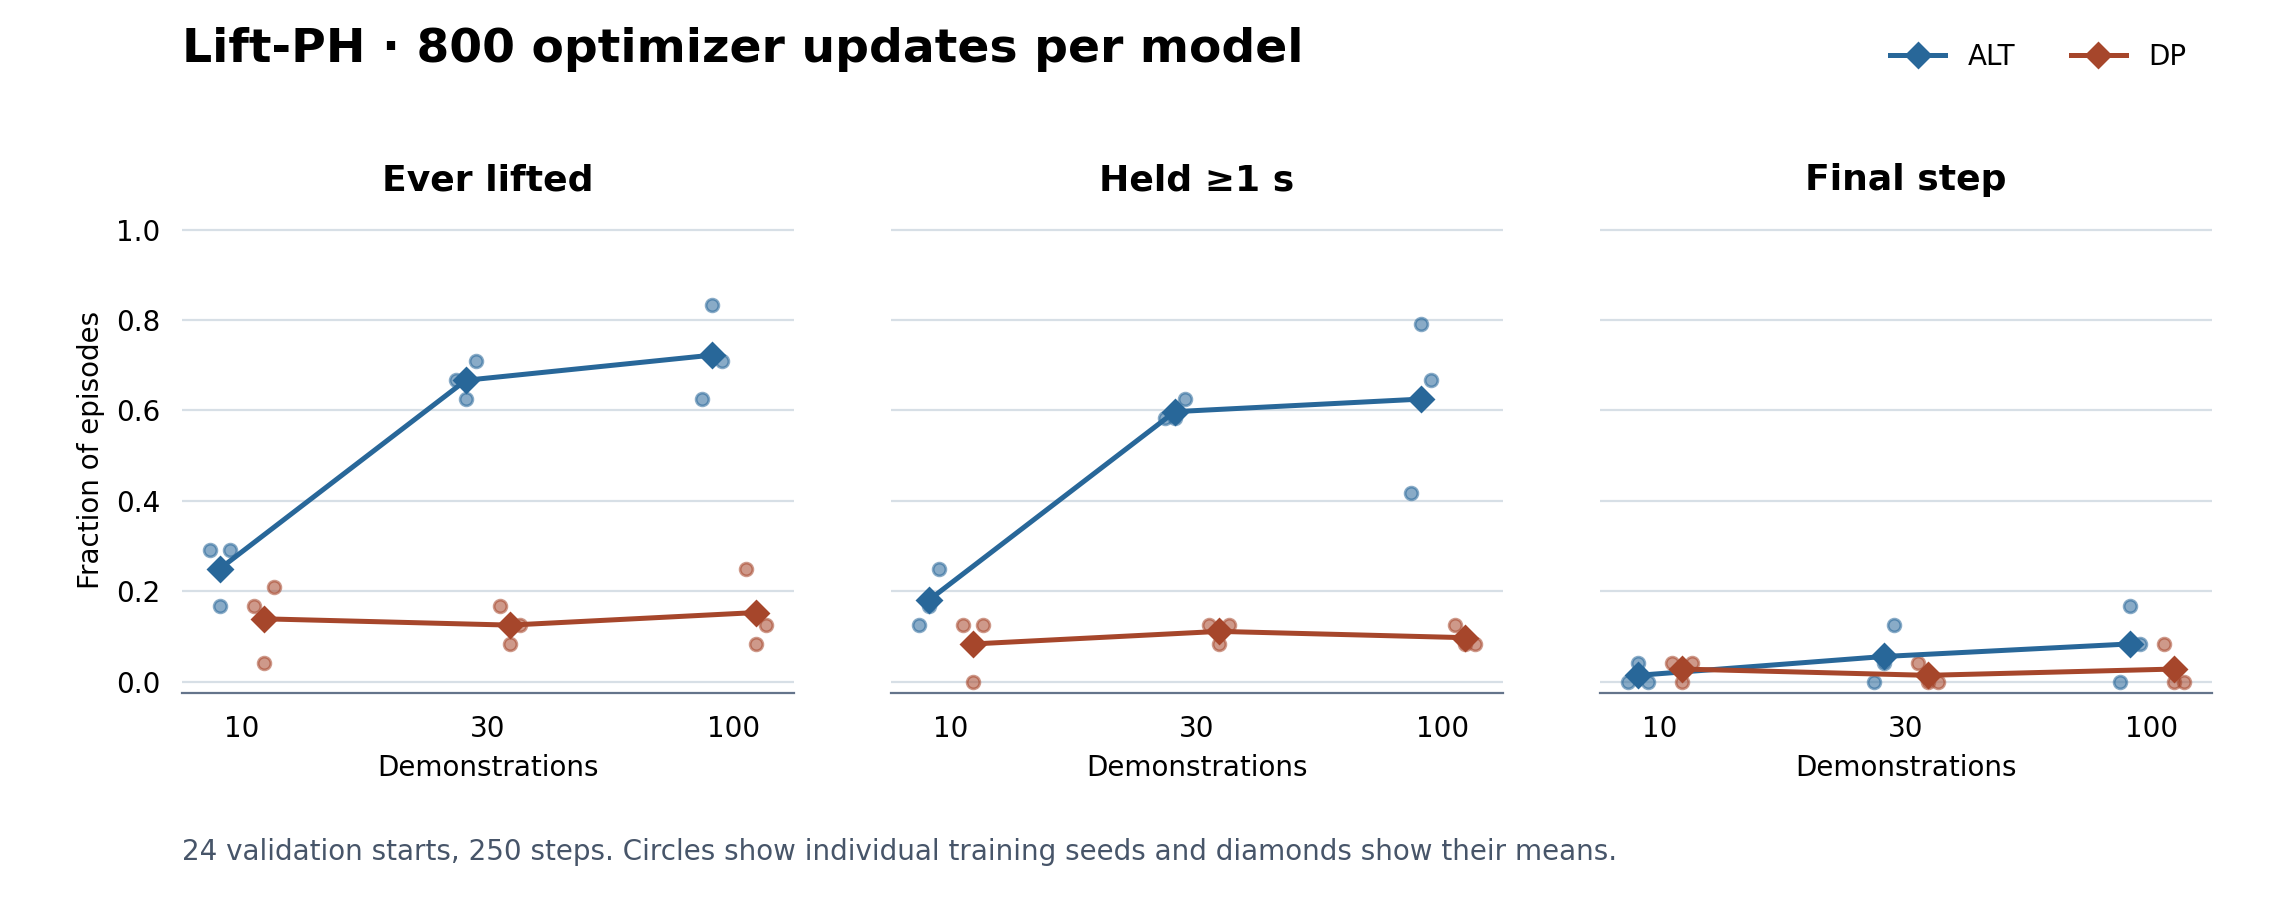 Lift-PH · 800 optimizer updates per model
ALT
DP
Ever lifted
Held ≥1 s
Final step
Fraction of episodes
1.0
0.8
0.6
0.4
0.2
0.0
10 30 100
Demonstrations
10 30 100
Demonstrations
10 30 100
Demonstrations
24 validation starts, 250 steps. Circles show individual training seeds and diamonds show their means.